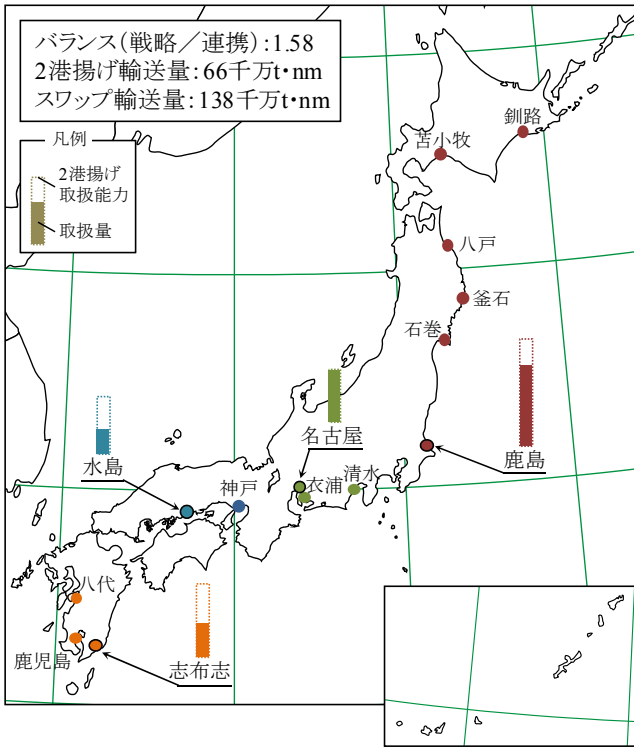 バランス(戦略／連携):1.58
2港揚げ輸送量:66千万t・nm
スワップ輸送量:138千万t・nm
凡例
2港揚げ
取扱能力
取扱量
釧路
苫小牧
八戸
釜石
石巻
鹿島
名古屋
水島
神戸
衣浦
清水
八代
鹿児島
志布志